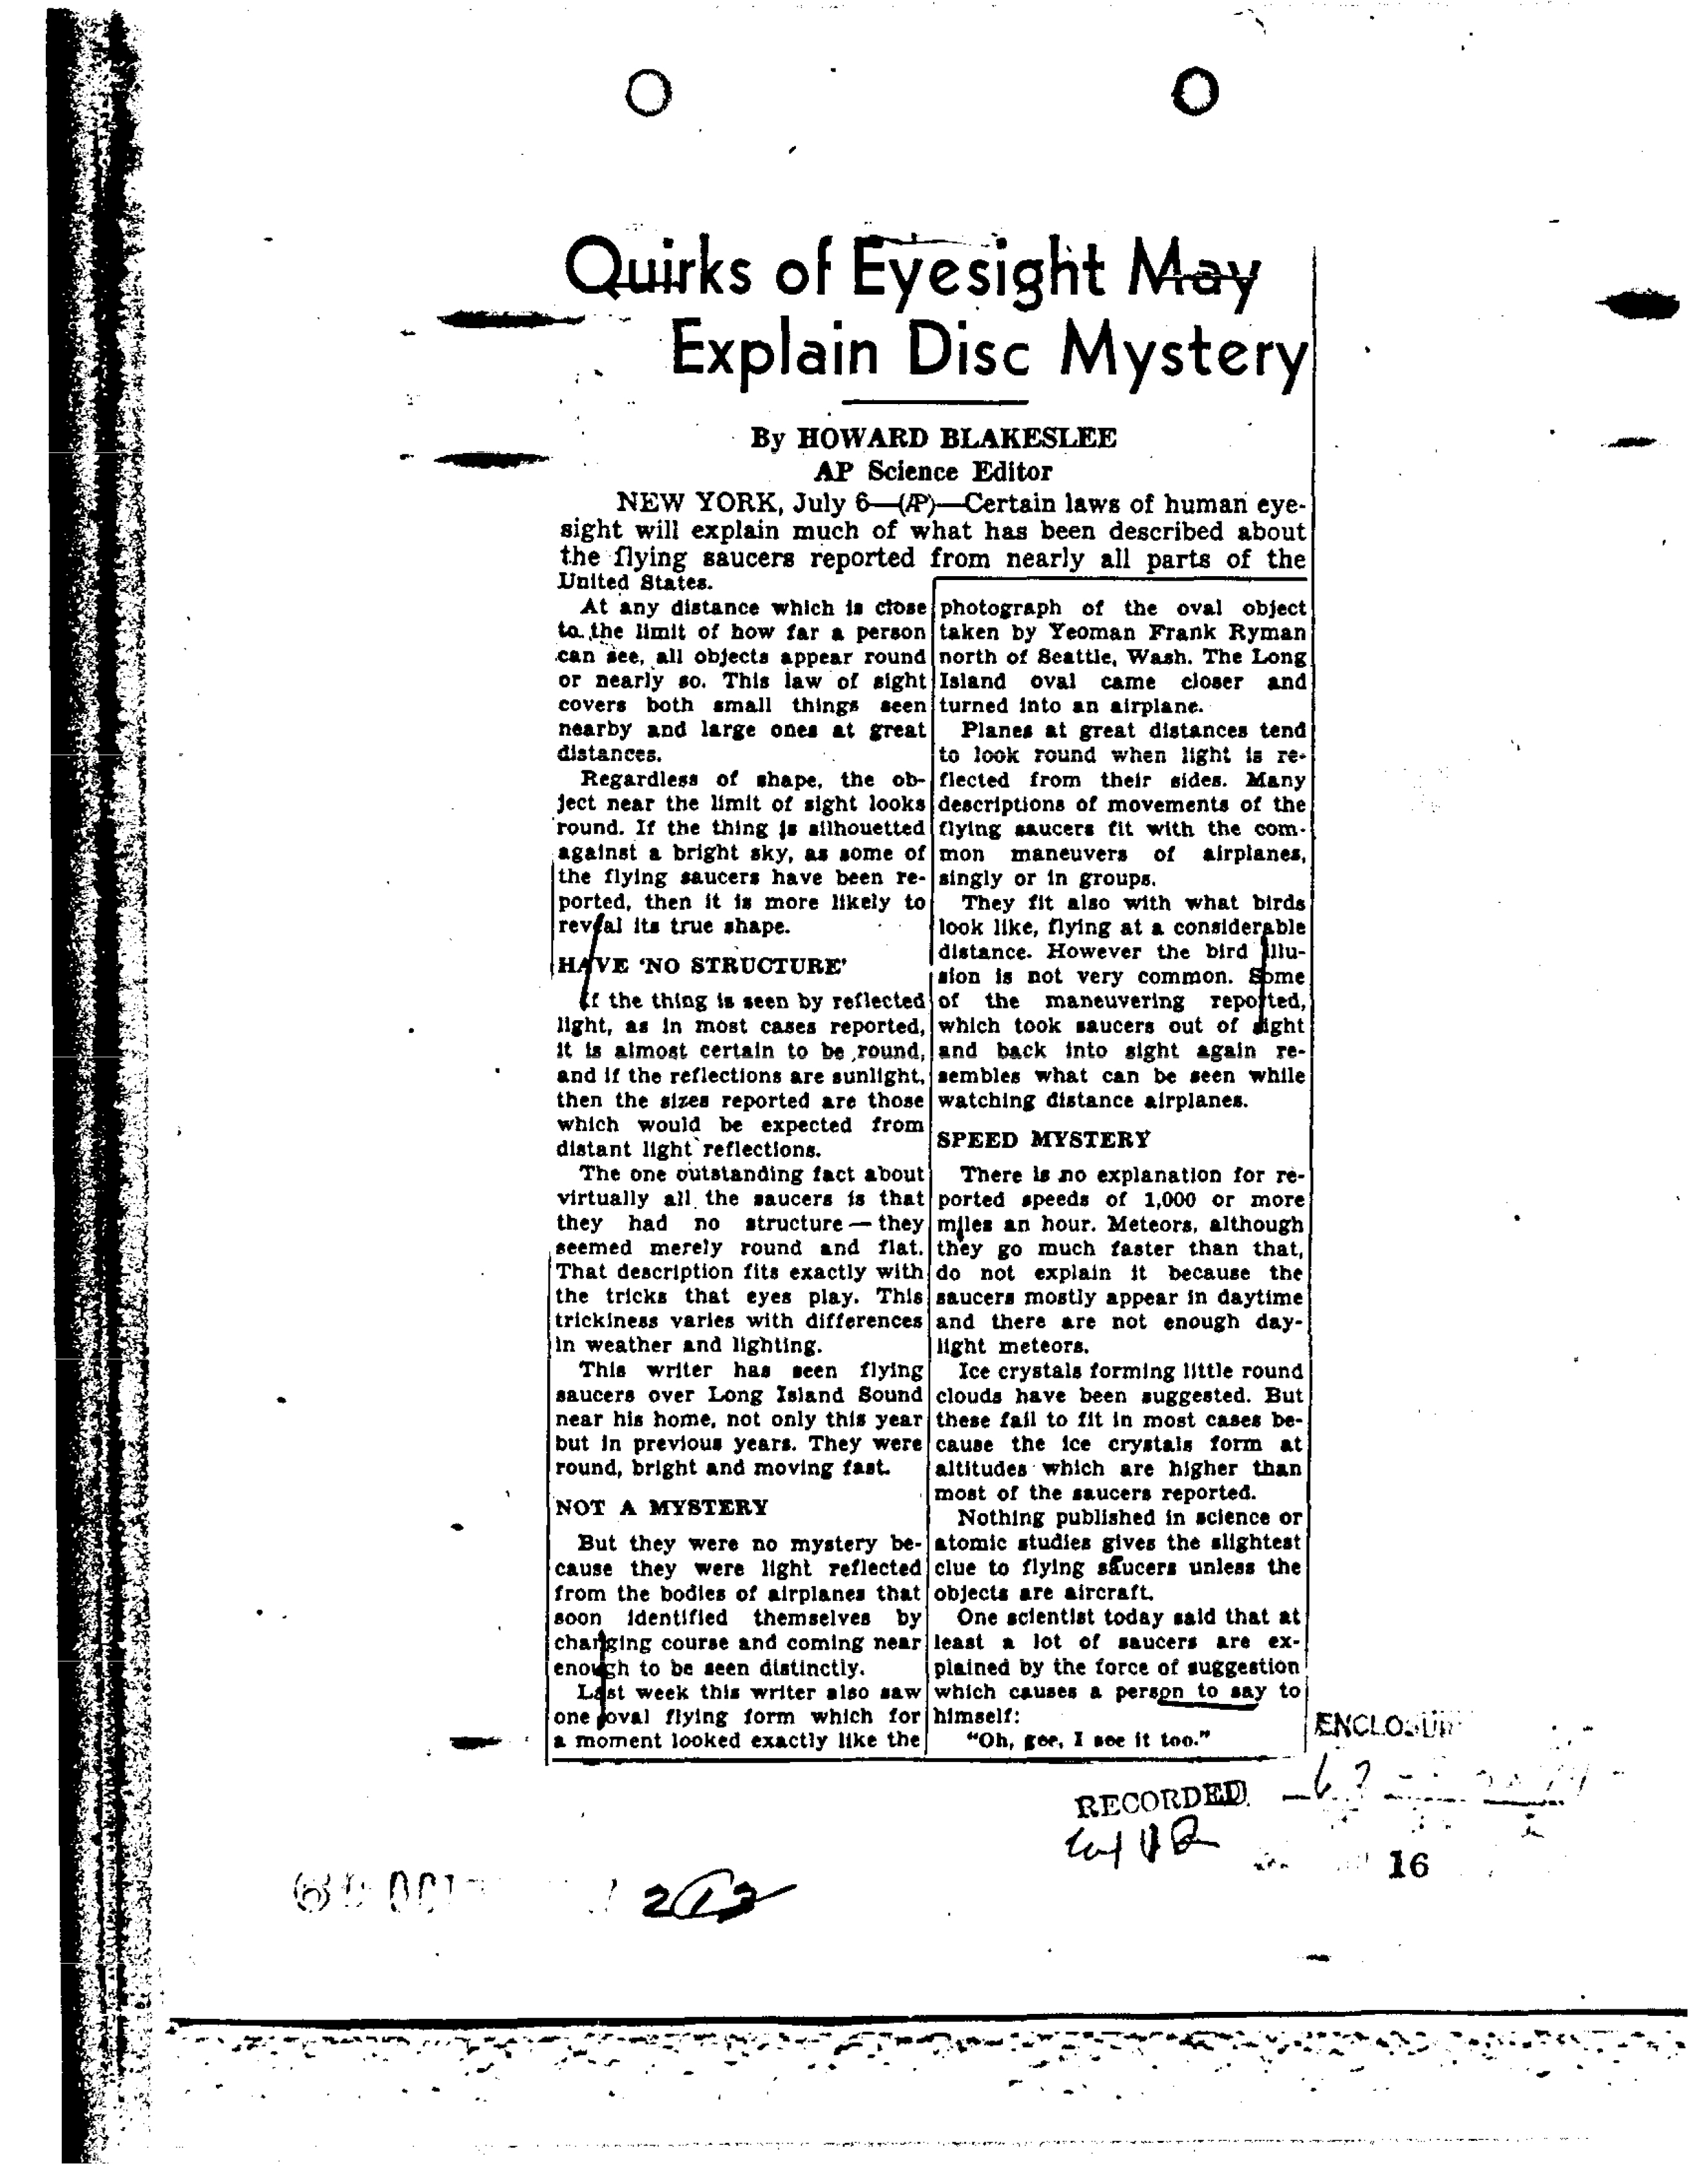 Quirks of Eyesight May
Explain Disc Mystery
By HOWARD BLAKESLEE
AP Science Editor
NEW YORK, July 6—(AP)—Certain laws of human eye-
sight will explain much of what has been described about
the flying saucers reported from nearly all parts of the
United States.
At any distance which is close
to the limit of how far a person
can see, all objects appear round
or nearly so. This law of sight
covers both small things seen
nearby and large ones at great
distances.
Regardless of shape, the ob-
ject near the limit of sight looks
round. If the thing is silhouetted
against a bright sky, as some of
the flying saucers have been re-
ported, then it is more likely to
reveal its true shape.
HAVE 'NO STRUCTURE'
If the thing is seen by reflected
light, as in most cases reported,
it is almost certain to be round,
and if the reflections are sunlight,
then the sizes reported are those
which would be expected from
distant light reflections.
The one outstanding fact about
virtually all the saucers is that
they had no structure — they
seemed merely round and flat.
That description fits exactly with
the tricks that eyes play. This
trickiness varies with differences
in weather and lighting.
This writer has seen flying
saucers over Long Island Sound
near his home, not only this year
but in previous years. They were
round, bright and moving fast.
NOT A MYSTERY
But they were no mystery be-
cause they were light reflected
from the bodies of airplanes that
soon identified themselves by
changing course and coming near
enough to be seen distinctly.
Last week this writer also saw
one oval flying form which for
a moment looked exactly like the
photograph of the oval object
taken by Yeoman Frank Ryman
north of Seattle, Wash. The Long
Island oval came closer and
turned into an airplane.
Planes at great distances tend
to look round when light is re-
flected from their sides. Many
descriptions of movements of the
flying saucers fit with the com-
mon maneuvers of airplanes,
singly or in groups.
They fit also with what birds
look like, flying at a considerable
distance. However the bird illu-
sion is not very common. Some
of the maneuvering reported,
which took saucers out of sight
and back into sight again re-
sembles what can be seen while
watching distance airplanes.
SPEED MYSTERY
There is no explanation for re-
ported speeds of 1,000 or more
miles an hour. Meteors, although
they go much faster than that,
do not explain it because the
saucers mostly appear in daytime
and there are not enough day-
light meteors.
Ice crystals forming little round
clouds have been suggested. But
these fail to fit in most cases be-
cause the ice crystals form at
altitudes which are higher than
most of the saucers reported.
Nothing published in science or
atomic studies gives the slightest
clue to flying saucers unless the
objects are aircraft.
One scientist today said that at
least a lot of saucers are ex-
plained by the force of suggestion
which causes a person to say to
himself:
"Oh, gee, I see it too."
RECORDED
16